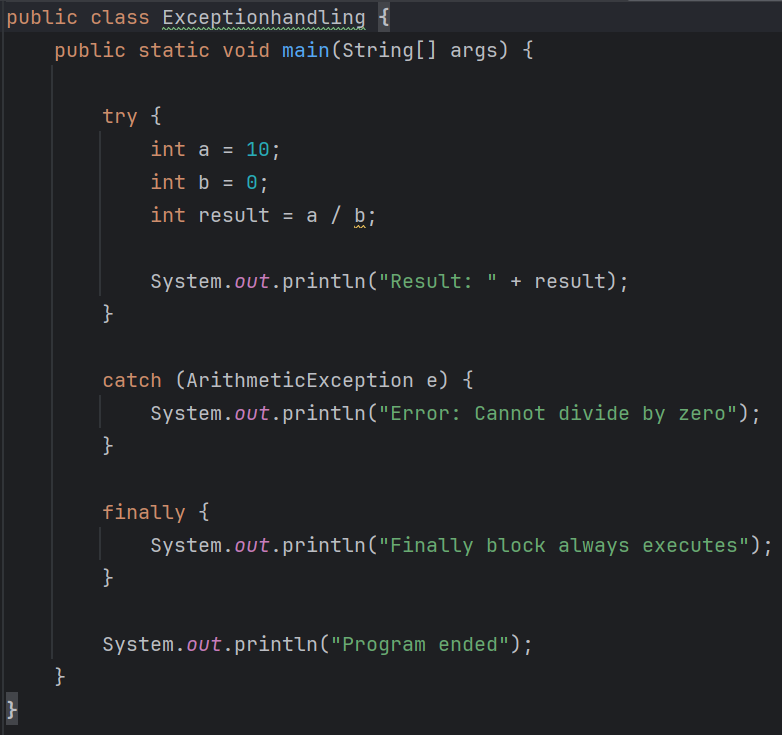 public class Exceptionhandling {
    public static void main(String[] args) {

        try {
            int a = 10;
            int b = 0;
            int result = a / b;

            System.out.println("Result: " + result);
        }

        catch (ArithmeticException e) {
            System.out.println("Error: Cannot divide by zero");
        }

        finally {
            System.out.println("Finally block always executes");
        }

        System.out.println("Program ended");
    }
}